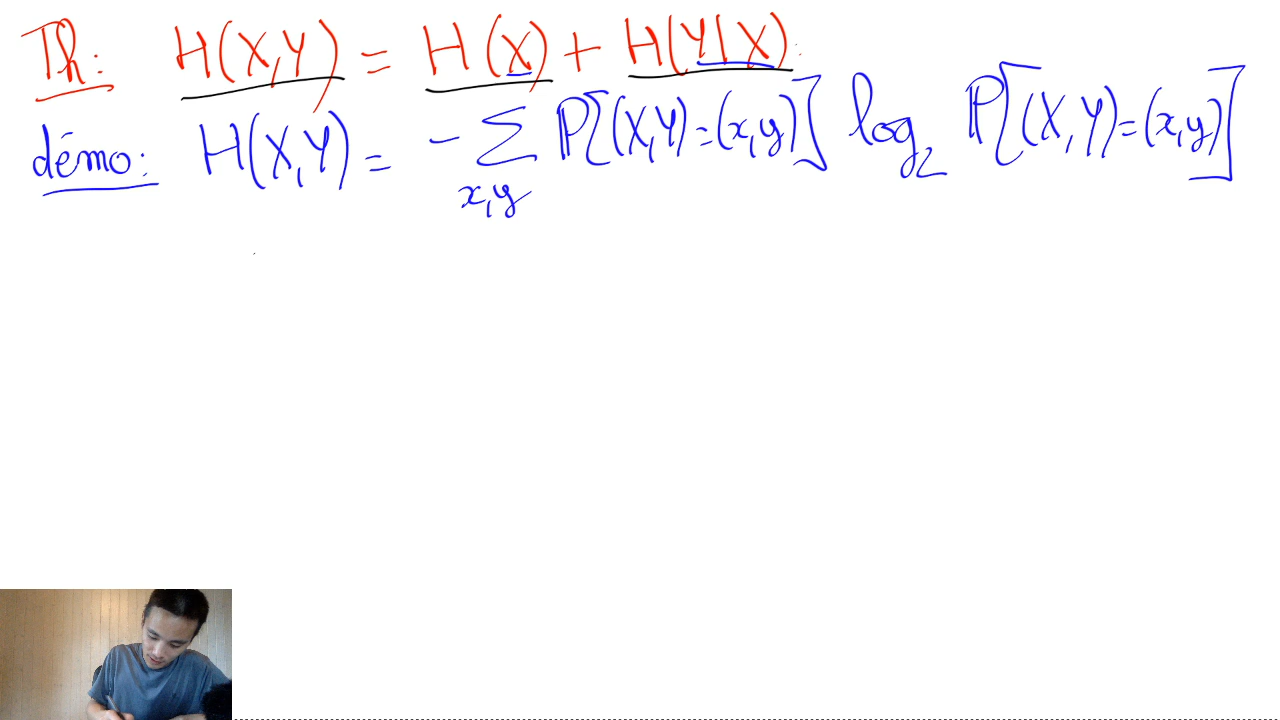 Th: H(X,Y) = H(X) + H(Y|X).
démo: H(X,Y) = - ∑_{x,y} ℙ[(X,Y)=(x,y)] log₂ ℙ[(X,Y)=(x,y)]